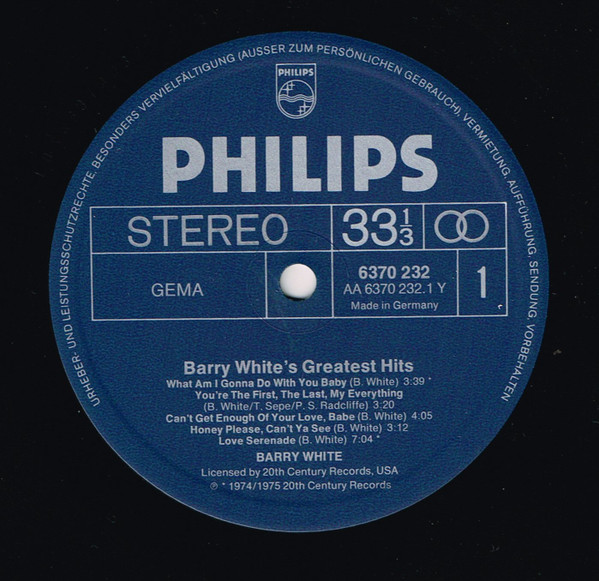 URHEBER- UND LEISTUNGSSCHUTZRECHTE, BESONDERS VERVIELFÄLTIGUNG (AUSSER ZUM PERSÖNLICHEN GEBRAUCH), VERMIETUNG, AUFFÜHRUNG, SENDUNG, VORBEHALTEN
PHILIPS
PHILIPS
STEREO 33 1/3
GEMA 6370 232 1
AA 6370 232.1 Y
Made in Germany
Barry White's Greatest Hits
What Am I Gonna Do With You Baby (B. White) 3:39 *
You're The First, The Last, My Everything
(B. White/T. Sepe/P. S. Radcliffe) 3:20
Can't Get Enough Of Your Love, Babe (B. White) 4:05
Honey Please, Can't Ya See (B. White) 3:12
Love Serenade (B. White) 7:04 *
BARRY WHITE
Licensed by 20th Century Records, USA
℗ * 1974/1975 20th Century Records